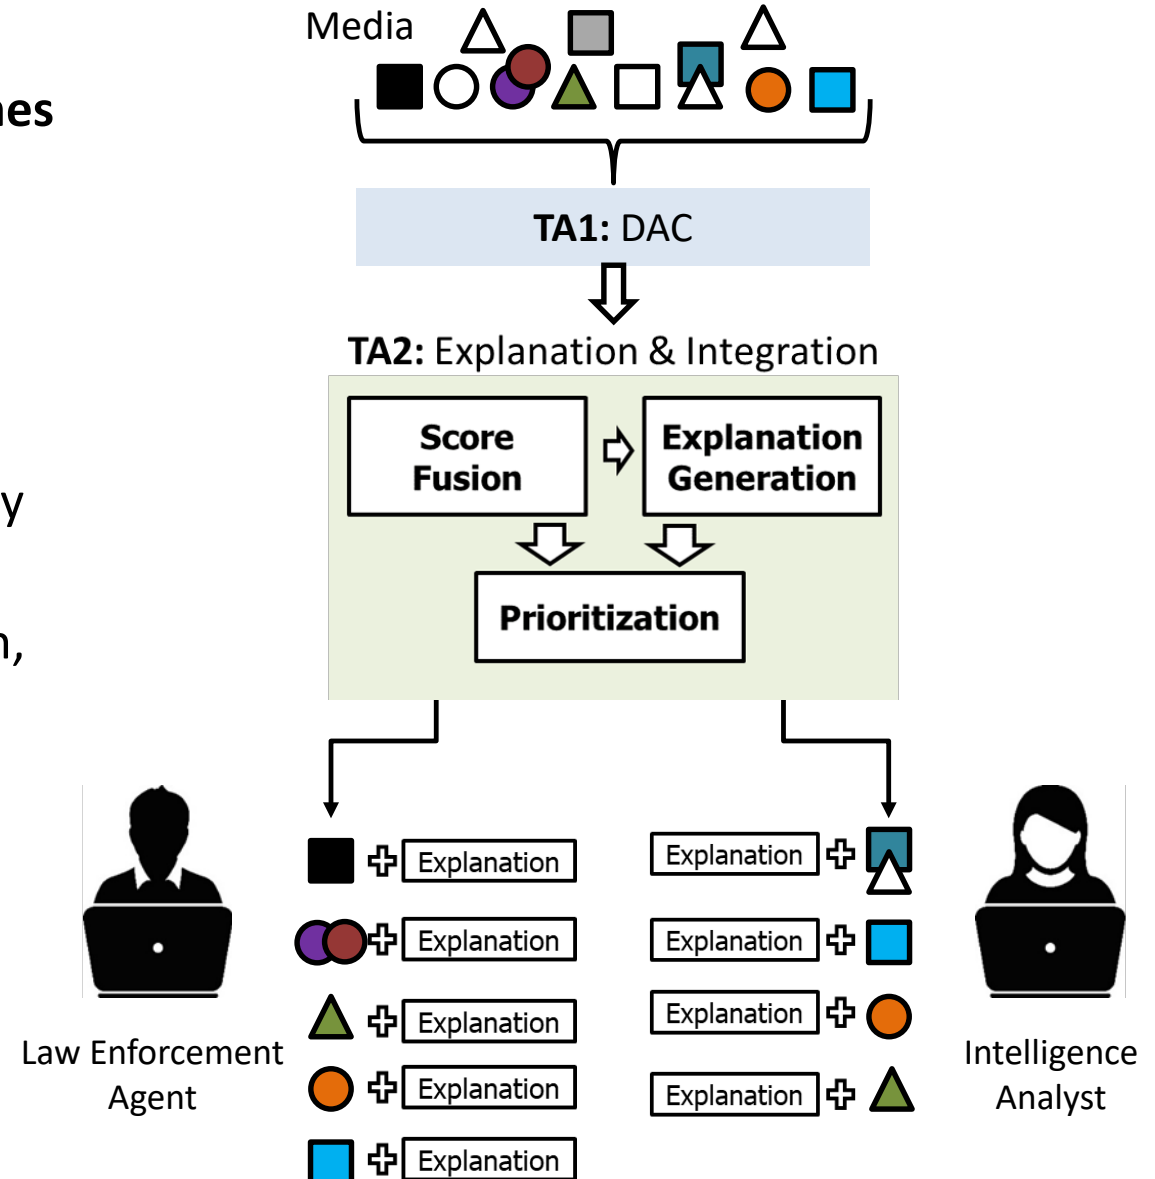 Media
TA1: DAC
TA2: Explanation & Integration
Score
Fusion
Explanation
Generation
Prioritization
Explanation
Explanation
Explanation
Explanation
Explanation
Explanation
Explanation
Explanation
Explanation
Law Enforcement
Agent
Intelligence
Analyst